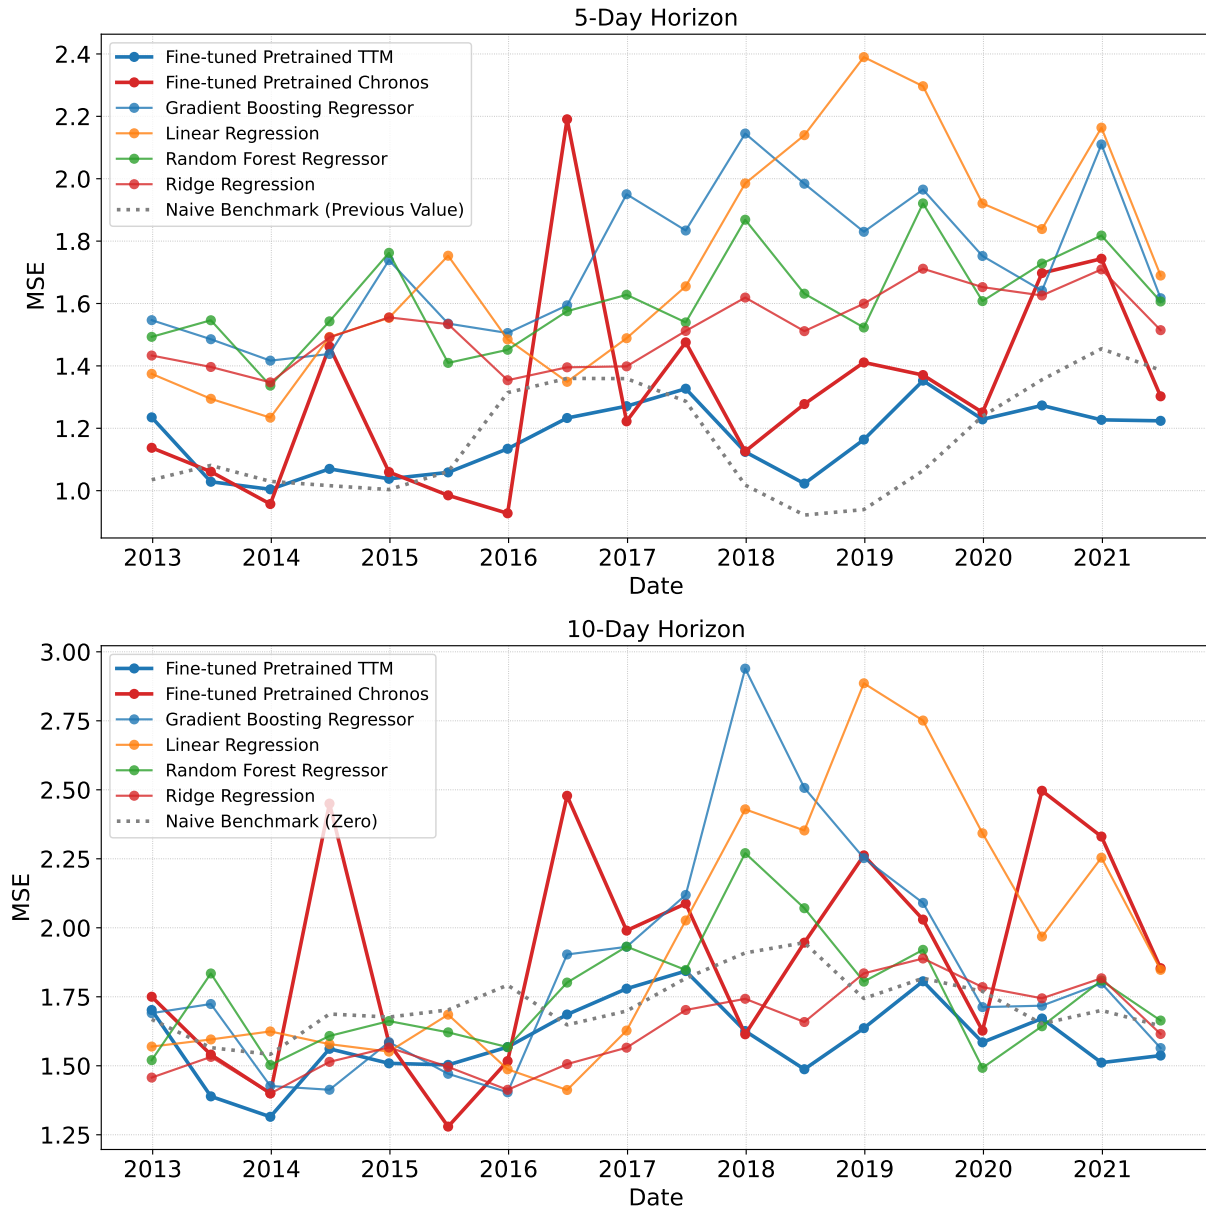 5-Day Horizon
2.4
2.2
2.0
1.8
1.6
1.4
1.2
1.0
MSE
Fine-tuned Pretrained TTM
Fine-tuned Pretrained Chronos
Gradient Boosting Regressor
Linear Regression
Random Forest Regressor
Ridge Regression
Naive Benchmark (Previous Value)
2013 2014 2015 2016 2017 2018 2019 2020 2021
Date
10-Day Horizon
3.00
2.75
2.50
2.25
2.00
1.75
1.50
1.25
MSE
Fine-tuned Pretrained TTM
Fine-tuned Pretrained Chronos
Gradient Boosting Regressor
Linear Regression
Random Forest Regressor
Ridge Regression
Naive Benchmark (Zero)
2013 2014 2015 2016 2017 2018 2019 2020 2021
Date